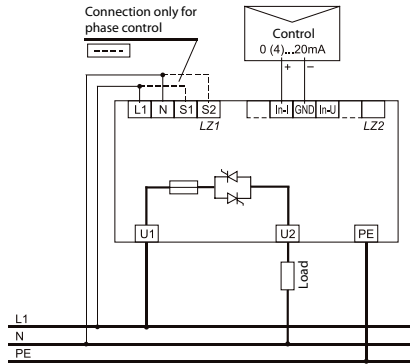 Connection only for
phase control
Control
0 (4)...20mA
+ –
L1 N S1 S2
In-I GND In-U
LZ1
LZ2
U1 U2 PE
Load
L1
N
PE